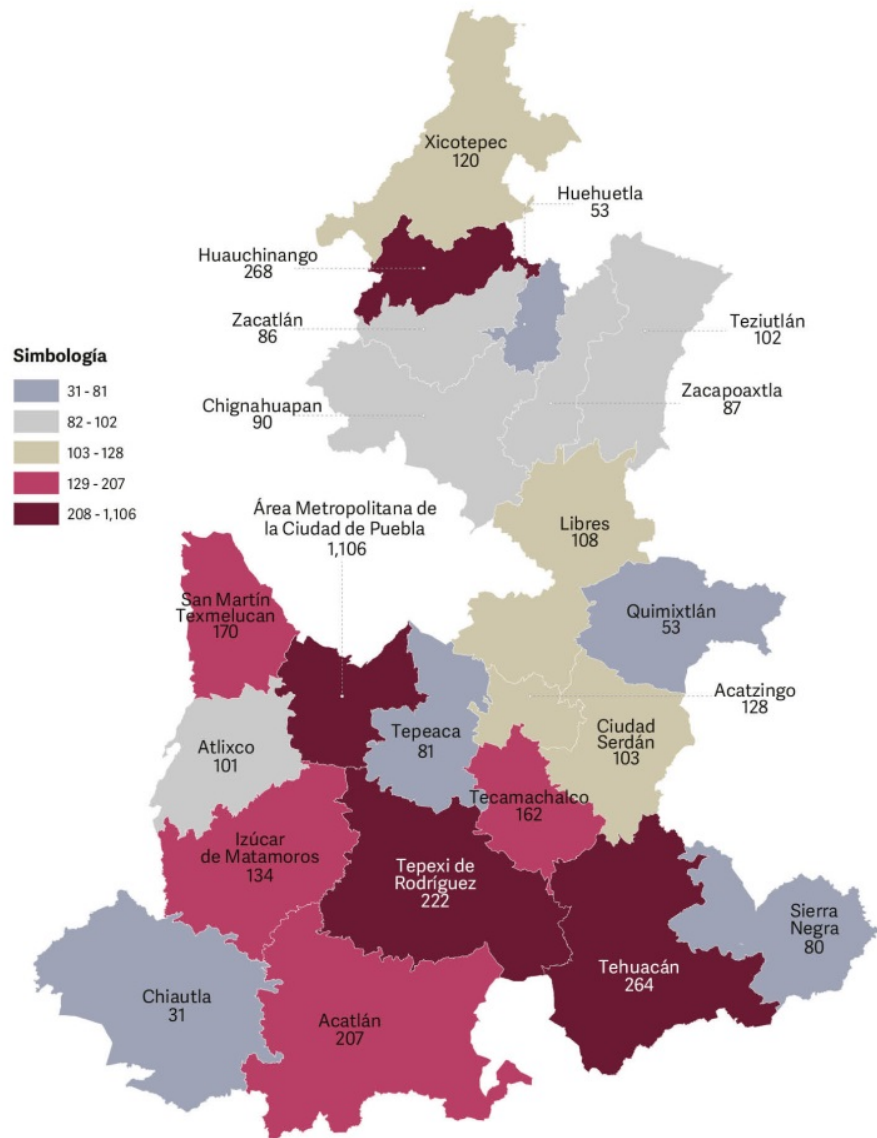 Xicotepec
120
Huehuetla
53
Huauchinango
268
Zacatlán
86
Teziutlán
102
Simbología
31 - 81
82 - 102
103 - 128
129 - 207
208 - 1,106
Chignahuapan
90
Zacapoaxtla
87
Área Metropolitana de
la Ciudad de Puebla
1,106
Libres
108
San Martín
Texmelucan
170
Quimixtlán
53
Acatzingo
128
Atlixco
101
Tepeaca
81
Ciudad
Serdán
103
Tecamachalco
162
Izúcar
de Matamoros
134
Tepexi de
Rodríguez
222
Sierra
Negra
80
Tehuacán
264
Chiautla
31
Acatlán
207